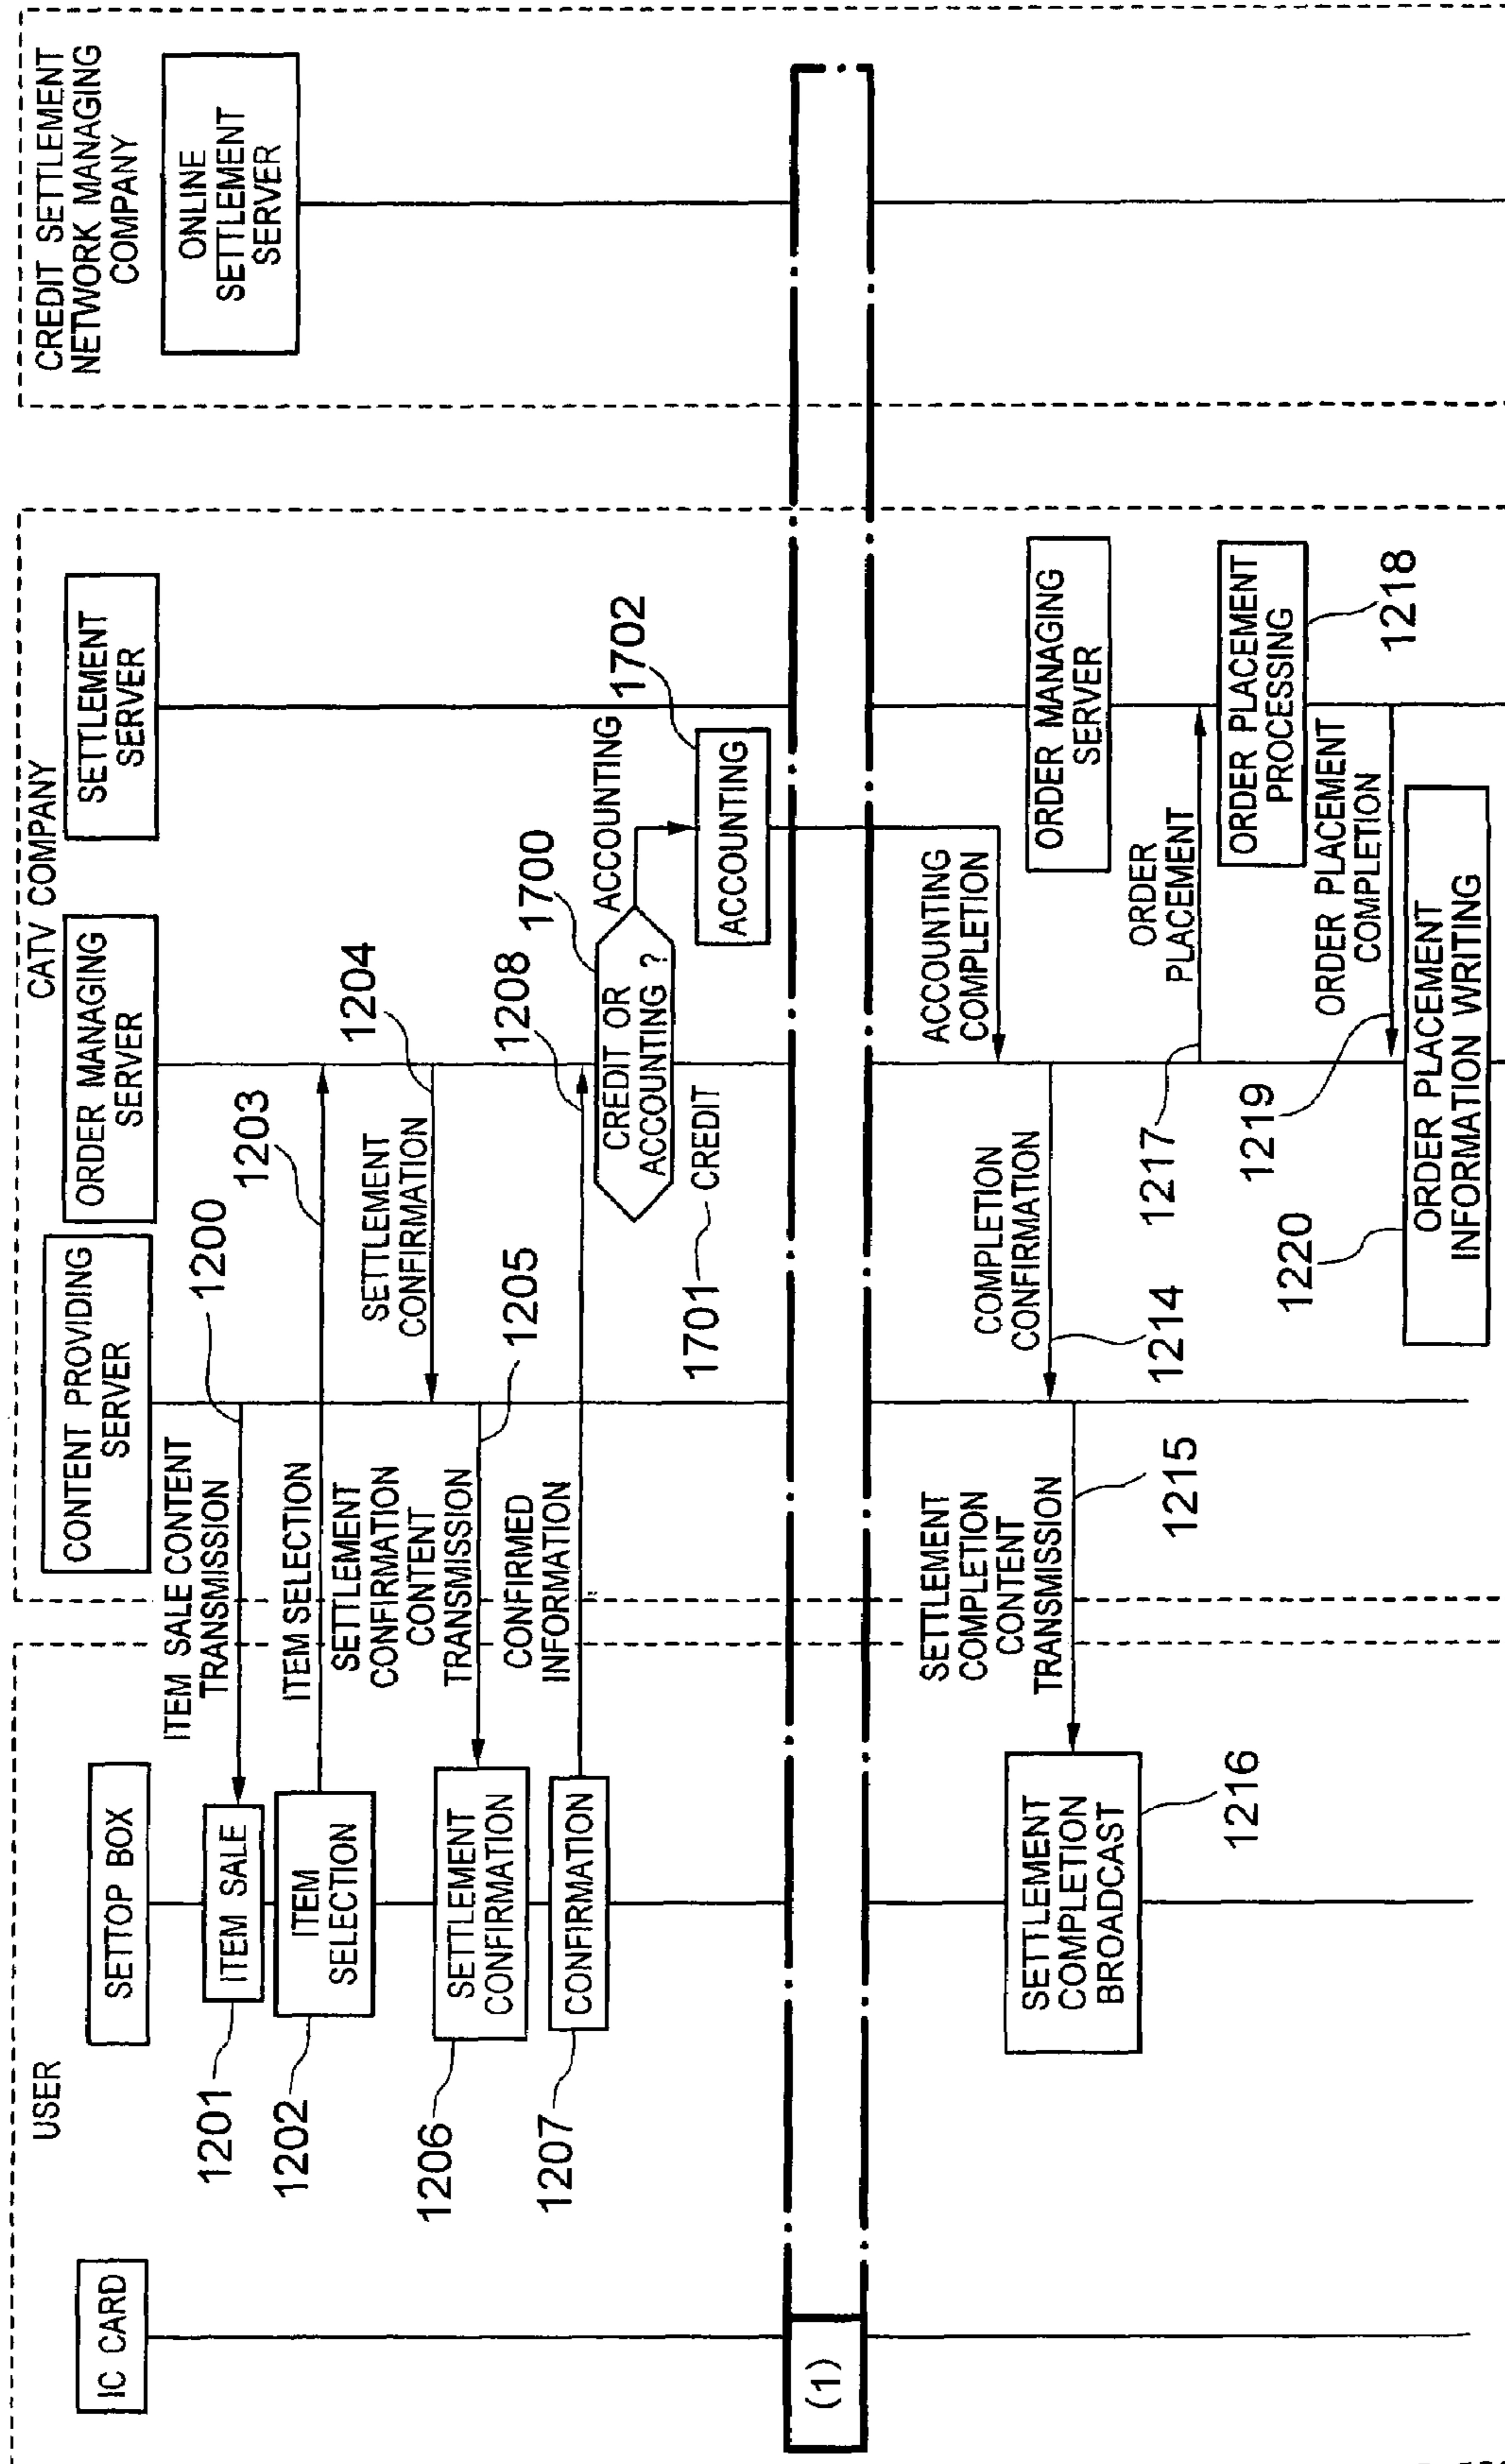 USER
CATV COMPANY
CREDIT SETTLEMENT
NETWORK MANAGING
COMPANY
IC CARD
SETTOP BOX
CONTENT PROVIDING
SERVER
ORDER MANAGING
SERVER
SETTLEMENT
SERVER
ONLINE
SETTLEMENT
SERVER
ITEM SALE CONTENT
TRANSMISSION
1200
1201
ITEM SALE
1202
ITEM
SELECTION
ITEM SELECTION
1203
SETTLEMENT
CONFIRMATION
1204
SETTLEMENT
CONFIRMATION
CONTENT
TRANSMISSION
1205
1206
SETTLEMENT
CONFIRMATION
1207
CONFIRMATION
CONFIRMED
INFORMATION
1208
1700
CREDIT OR
ACCOUNTING ?
ACCOUNTING
1702
ACCOUNTING
1701
CREDIT
(1)
ACCOUNTING
COMPLETION
COMPLETION
CONFIRMATION
1214
SETTLEMENT
COMPLETION
CONTENT
TRANSMISSION
1215
SETTLEMENT
COMPLETION
BROADCAST
1216
ORDER MANAGING
SERVER
ORDER
PLACEMENT
1217
ORDER PLACEMENT
PROCESSING
1218
ORDER PLACEMENT
COMPLETION
1219
1220
ORDER PLACEMENT
INFORMATION WRITING